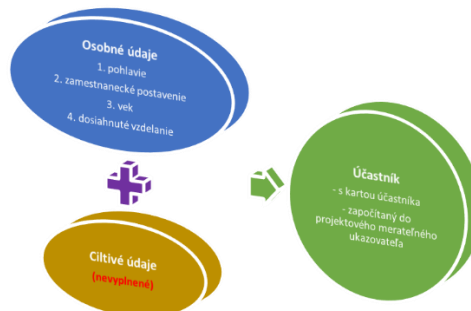 Osobné údaje
1. pohlavie
2. zamestnanecké postavenie
3. vek
4. dosiahnuté vzdelanie
Ciltivé údaje
(nevyplnené)
Účastník
- s kartou účastníka
- započítaný do
projektového merateľného
ukazovateľa